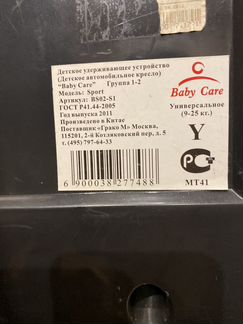 Детское удерживающее устройство
(Детское автомобильное кресло)
"Baby Care" Группа 1-2
Модель: Sport
Артикул: BS02-S1
ГОСТ Р41.44-2005
Год выпуска 2011
Изготовлено в Китае
Поставщик «Грако М» Москва,
115201, 2-й Котляковский пер, д. 5
т. (495) 797-64-33
6 900038 277488
Baby Care
Универсальное
(9-25 кг.)
Y
РСТ
МТ41